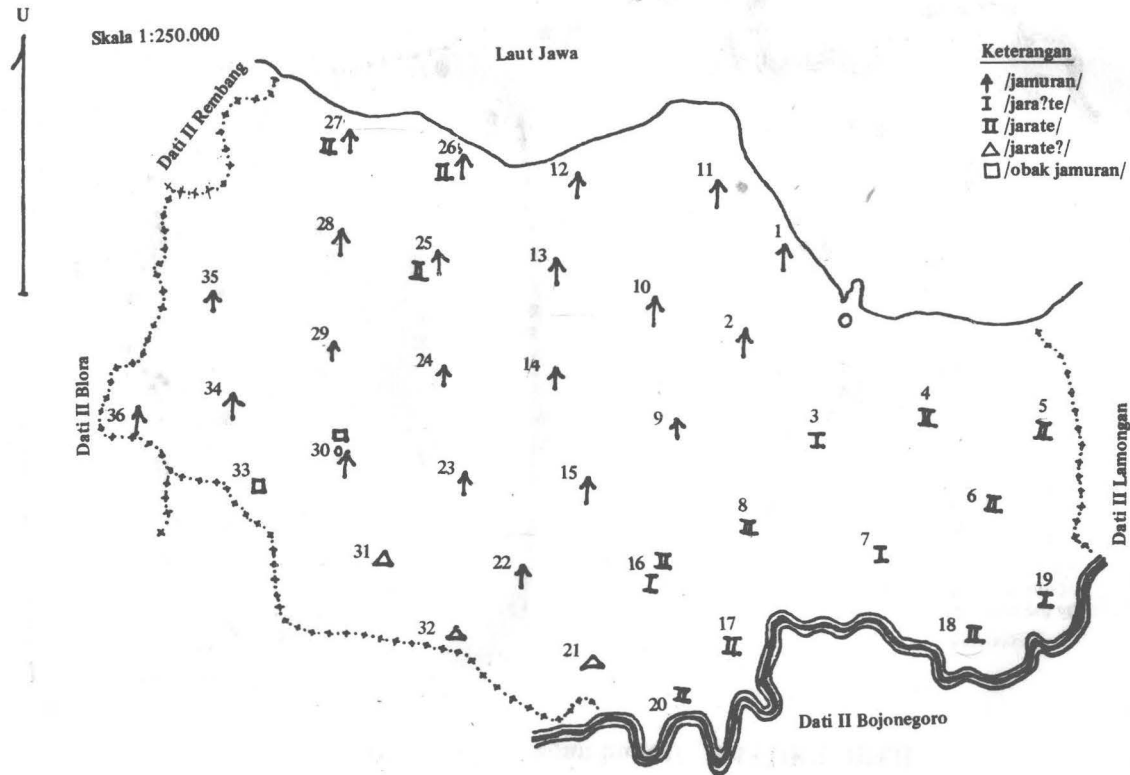 U
Skala 1:250.000
Laut Jawa
Keterangan
/jamuran/
/jara?te/
/jarate/
/jarate?/
/obak jamuran/
Dati II Rembang
27
26
12
11
28
25
13
1
35
10
2
29
24
14
34
36
9
3
4
5
Dati II Blora
30
33
23
15
6
8
7
31
22
16
19
Dati II Lamongan
32
21
17
18
20
Dati II Bojonegoro